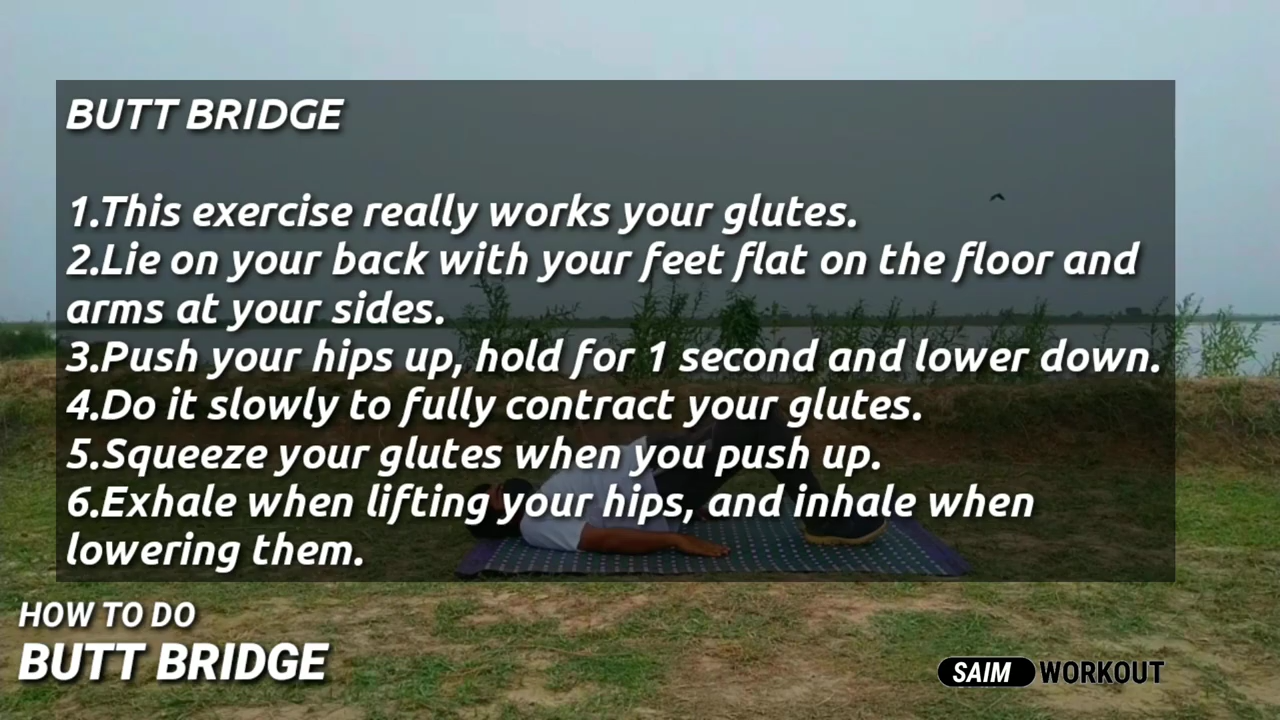 BUTT BRIDGE
1.This exercise really works your glutes.
2.Lie on your back with your feet flat on the floor and
arms at your sides.
3.Push your hips up, hold for 1 second and lower down.
4.Do it slowly to fully contract your glutes.
5.Squeeze your glutes when you push up.
6.Exhale when lifting your hips, and inhale when
lowering them.
HOW TO DO
BUTT BRIDGE
SAIM WORKOUT